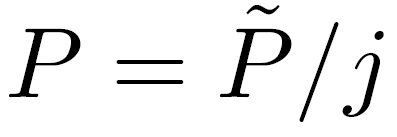 P = P̃/j